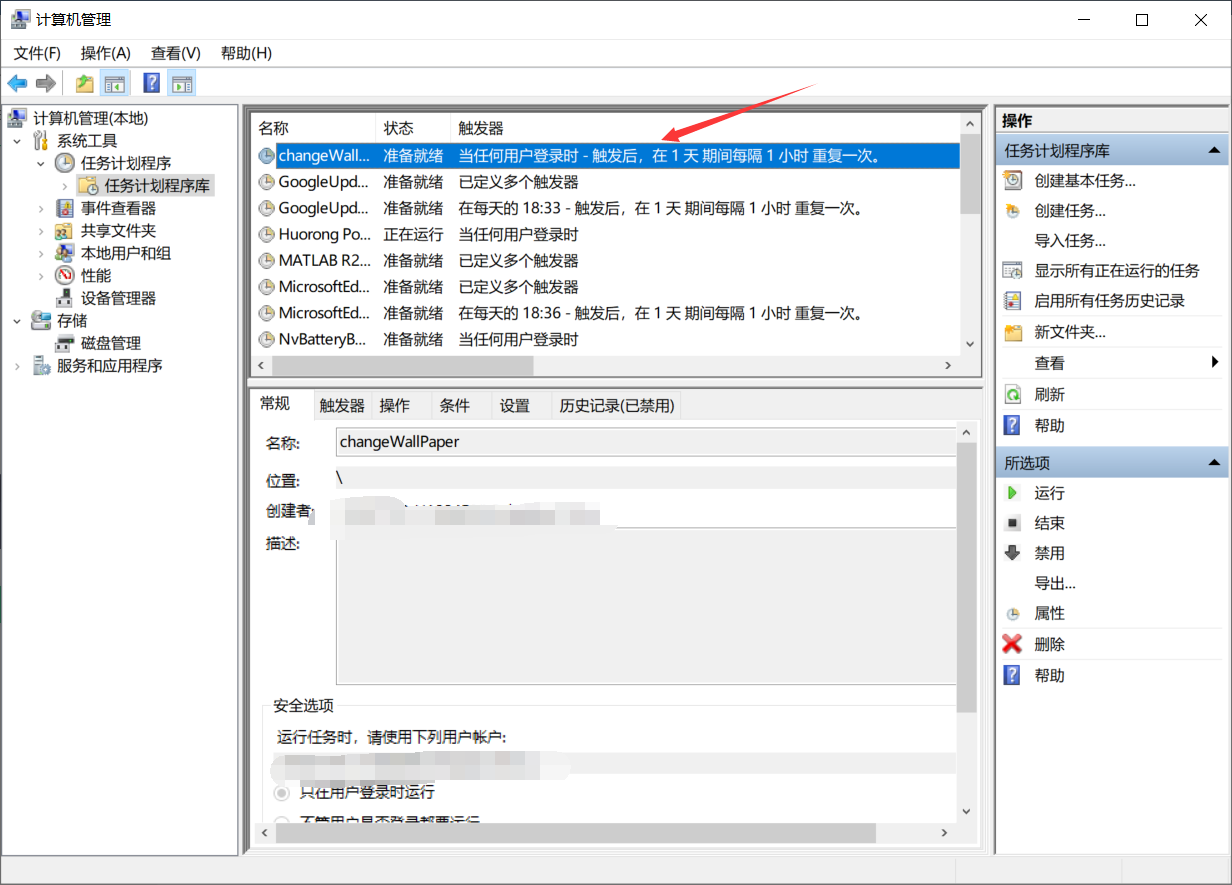 计算机管理
文件(F) 操作(A) 查看(V) 帮助(H)
计算机管理(本地)
系统工具
任务计划程序
任务计划程序库
事件查看器
共享文件夹
本地用户和组
性能
设备管理器
存储
磁盘管理
服务和应用程序
名称 状态 触发器
changeWall... 准备就绪 当任何用户登录时 - 触发后，在 1 天 期间每隔 1 小时 重复一次。
GoogleUpd... 准备就绪 已定义多个触发器
GoogleUpd... 准备就绪 在每天的 18:33 - 触发后，在 1 天 期间每隔 1 小时 重复一次。
Huorong Po... 正在运行 当任何用户登录时
MATLAB R2... 准备就绪 已定义多个触发器
MicrosoftEd... 准备就绪 已定义多个触发器
MicrosoftEd... 准备就绪 在每天的 18:36 - 触发后，在 1 天 期间每隔 1 小时 重复一次。
NvBatteryB... 准备就绪 当任何用户登录时
常规 触发器 操作 条件 设置 历史记录(已禁用)
名称: changeWallPaper
位置: \
创建者:
描述:
安全选项
运行任务时，请使用下列用户帐户:
只在用户登录时运行
不管用户是否登录都要运行
操作
任务计划程序库
创建基本任务...
创建任务...
导入任务...
显示所有正在运行的任务
启用所有任务历史记录
新文件夹...
查看
刷新
帮助
所选项
运行
结束
禁用
导出...
属性
删除
帮助